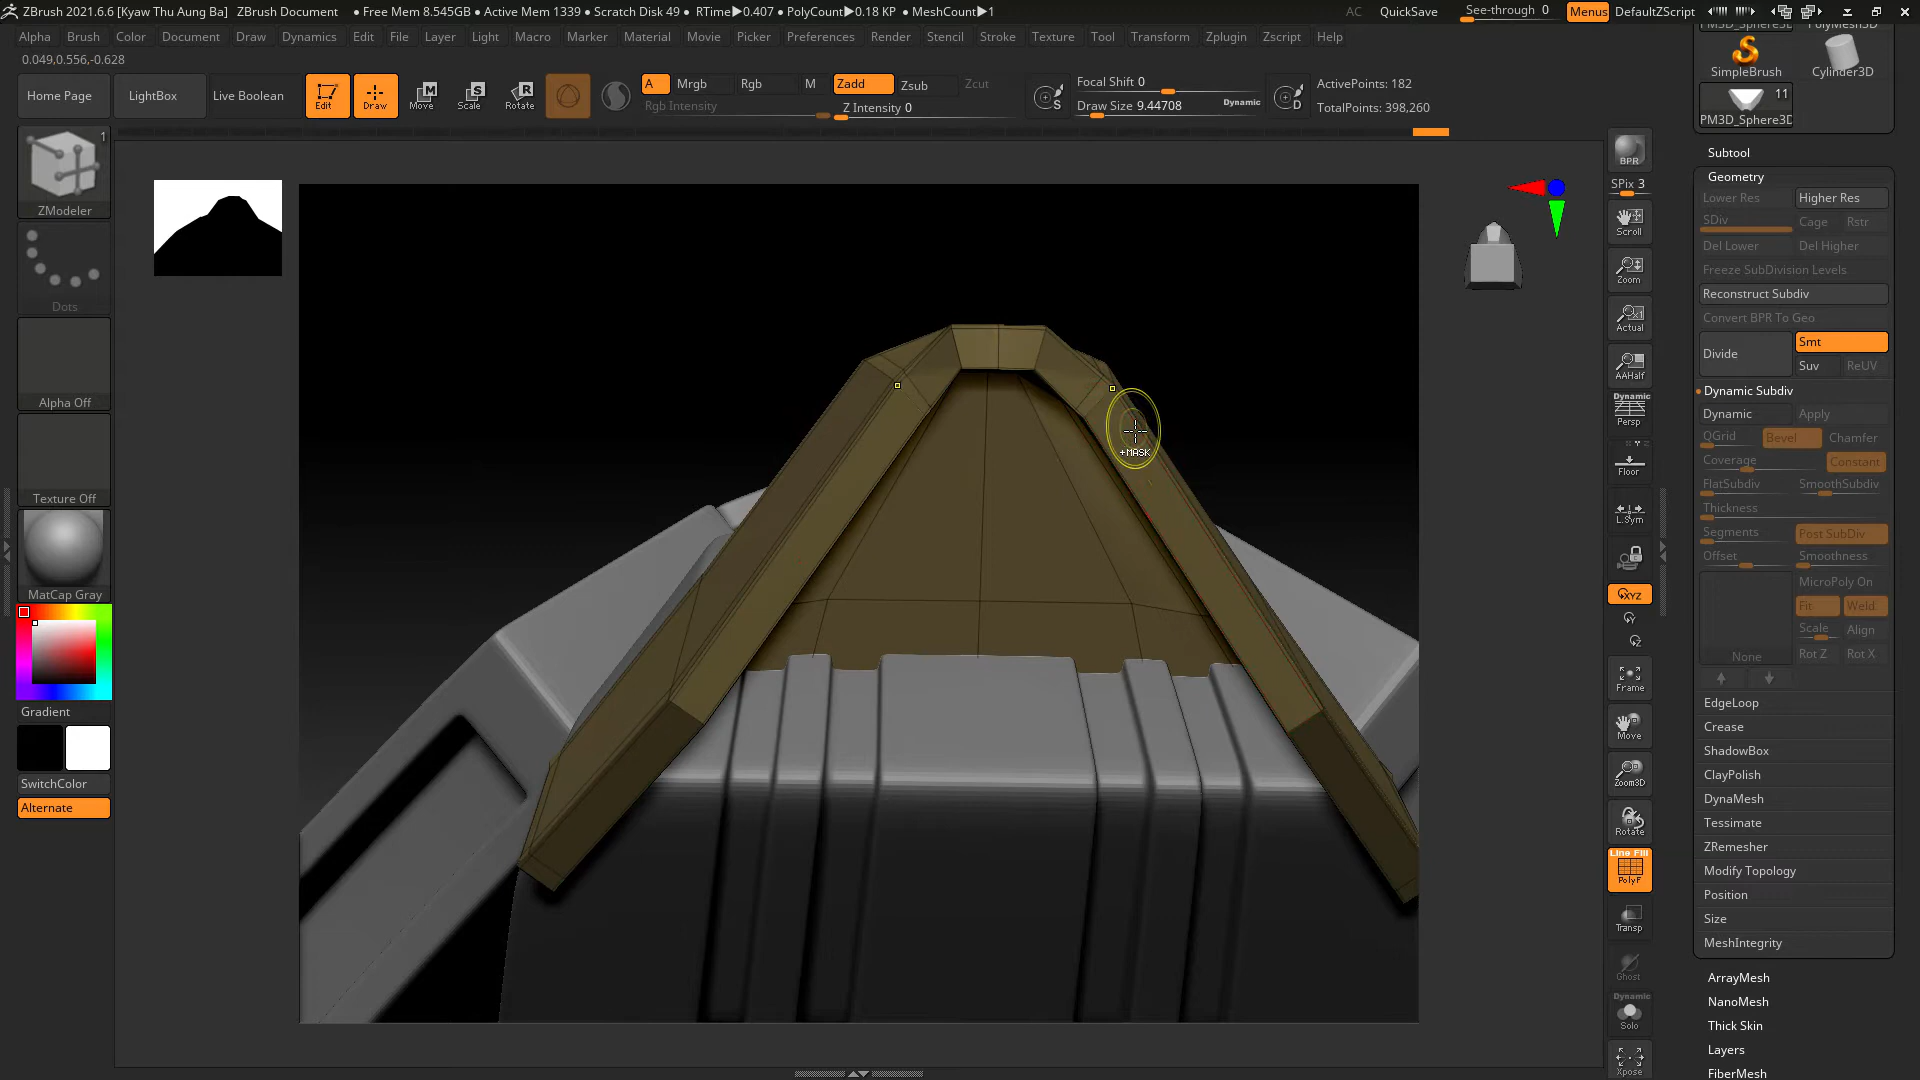 ZBrush 2021.6.6 [Kyaw Thu Aung Ba] ZBrush Document • Free Mem 8.545GB • Active Mem 1339 • Scratch Disk 49 • RTime▶0.407 • PolyCount▶0.18 KP • MeshCount▶1 AC QuickSave See-through 0 Menus DefaultZScript
Alpha Brush Color Document Draw Dynamics Edit File Layer Light Macro Marker Material Movie Picker Preferences Render Stencil Stroke Texture Tool Transform Zplugin Zscript Help
0.049,0.556,-0.628
Home Page LightBox Live Boolean Edit Draw Move Scale Rotate
A Mrgb Rgb M Zadd Zsub Zcut
Rgb Intensity Z Intensity 0
S Focal Shift 0
Draw Size 9.44708 Dynamic D
ActivePoints: 182
TotalPoints: 398,260
1
ZModeler
Dots
Alpha Off
Texture Off
MatCap Gray
Gradient
SwitchColor
Alternate
+MASK
BPR
SPix 3
Scroll
Zoom
Actual
AAHalf
Dynamic
Persp
Floor
L.Sym
XYZ
Frame
Move
Zoom3D
Rotate
Line Fill
PolyF
Transp
Ghost
Dynamic
Solo
Xpose
SimpleBrush Cylinder3D
11
PM3D_Sphere3D
Subtool
Geometry
Lower Res Higher Res
SDiv Cage Rstr
Del Lower Del Higher
Freeze SubDivision Levels
Reconstruct Subdiv
Convert BPR To Geo
Divide Smt
Suv ReUV
Dynamic Subdiv
Dynamic Apply
QGrid Bevel Chamfer
Coverage Constant
FlatSubdiv SmoothSubdiv
Thickness
Segments Post SubDiv
Offset Smoothness
MicroPoly On
Fit Weld
Scale Align
None Rot Z Rot X
EdgeLoop
Crease
ShadowBox
ClayPolish
DynaMesh
Tessimate
ZRemesher
Modify Topology
Position
Size
MeshIntegrity
ArrayMesh
NanoMesh
Thick Skin
Layers
FiberMesh